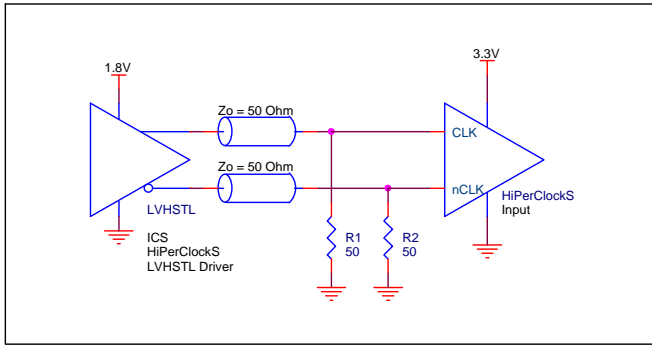 1.8V
3.3V
Zo = 50 Ohm
CLK
Zo = 50 Ohm
nCLK
LVHSTL
HiPerClockS
Input
ICS
HiPerClockS
LVHSTL Driver
R1
50
R2
50